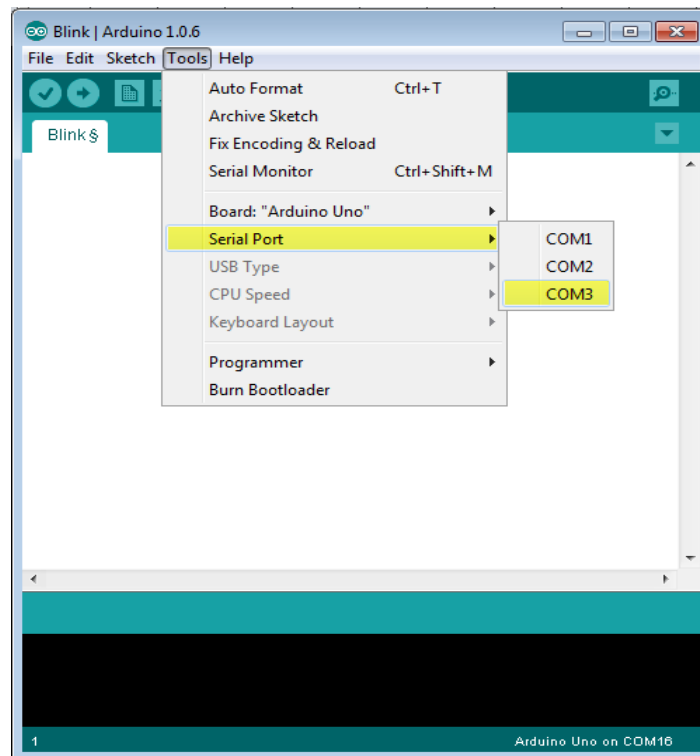 Blink | Arduino 1.0.6
File Edit Sketch Tools Help
Auto Format Ctrl+T
Archive Sketch
Blink §
Fix Encoding & Reload
Serial Monitor Ctrl+Shift+M
Board: "Arduino Uno"
Serial Port COM1
USB Type COM2
CPU Speed COM3
Keyboard Layout
Programmer
Burn Bootloader
1 Arduino Uno on COM16